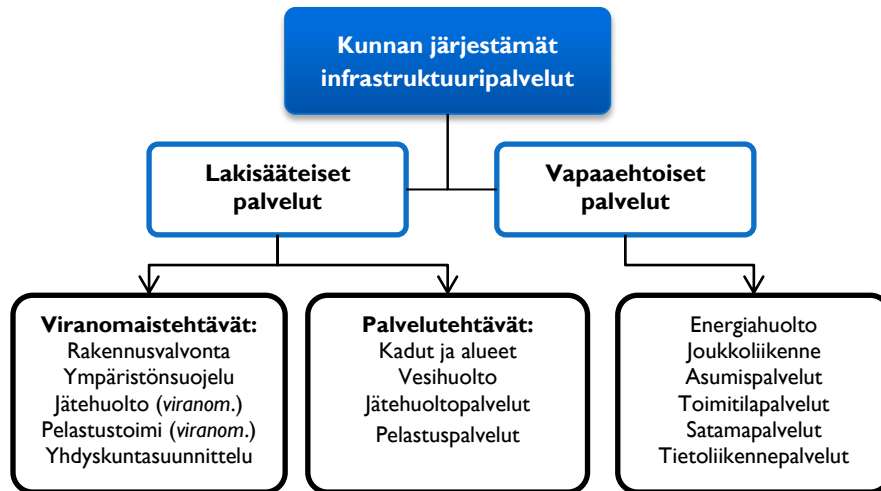 Kunnan järjestämät
infrastruktuuripalvelut
Lakisääteiset
palvelut
Vapaaehtoiset
palvelut
Viranomaistehtävät:
Rakennusvalvonta
Ympäristönsuojelu
Jätehuolto (viranom.)
Pelastustoimi (viranom.)
Yhdyskuntasuunnittelu
Palvelutehtävät:
Kadut ja alueet
Vesihuolto
Jätehuoltopalvelut
Pelastuspalvelut
Energiahuolto
Joukkoliikenne
Asumispalvelut
Toimitilapalvelut
Satamapalvelut
Tietoliikennepalvelut